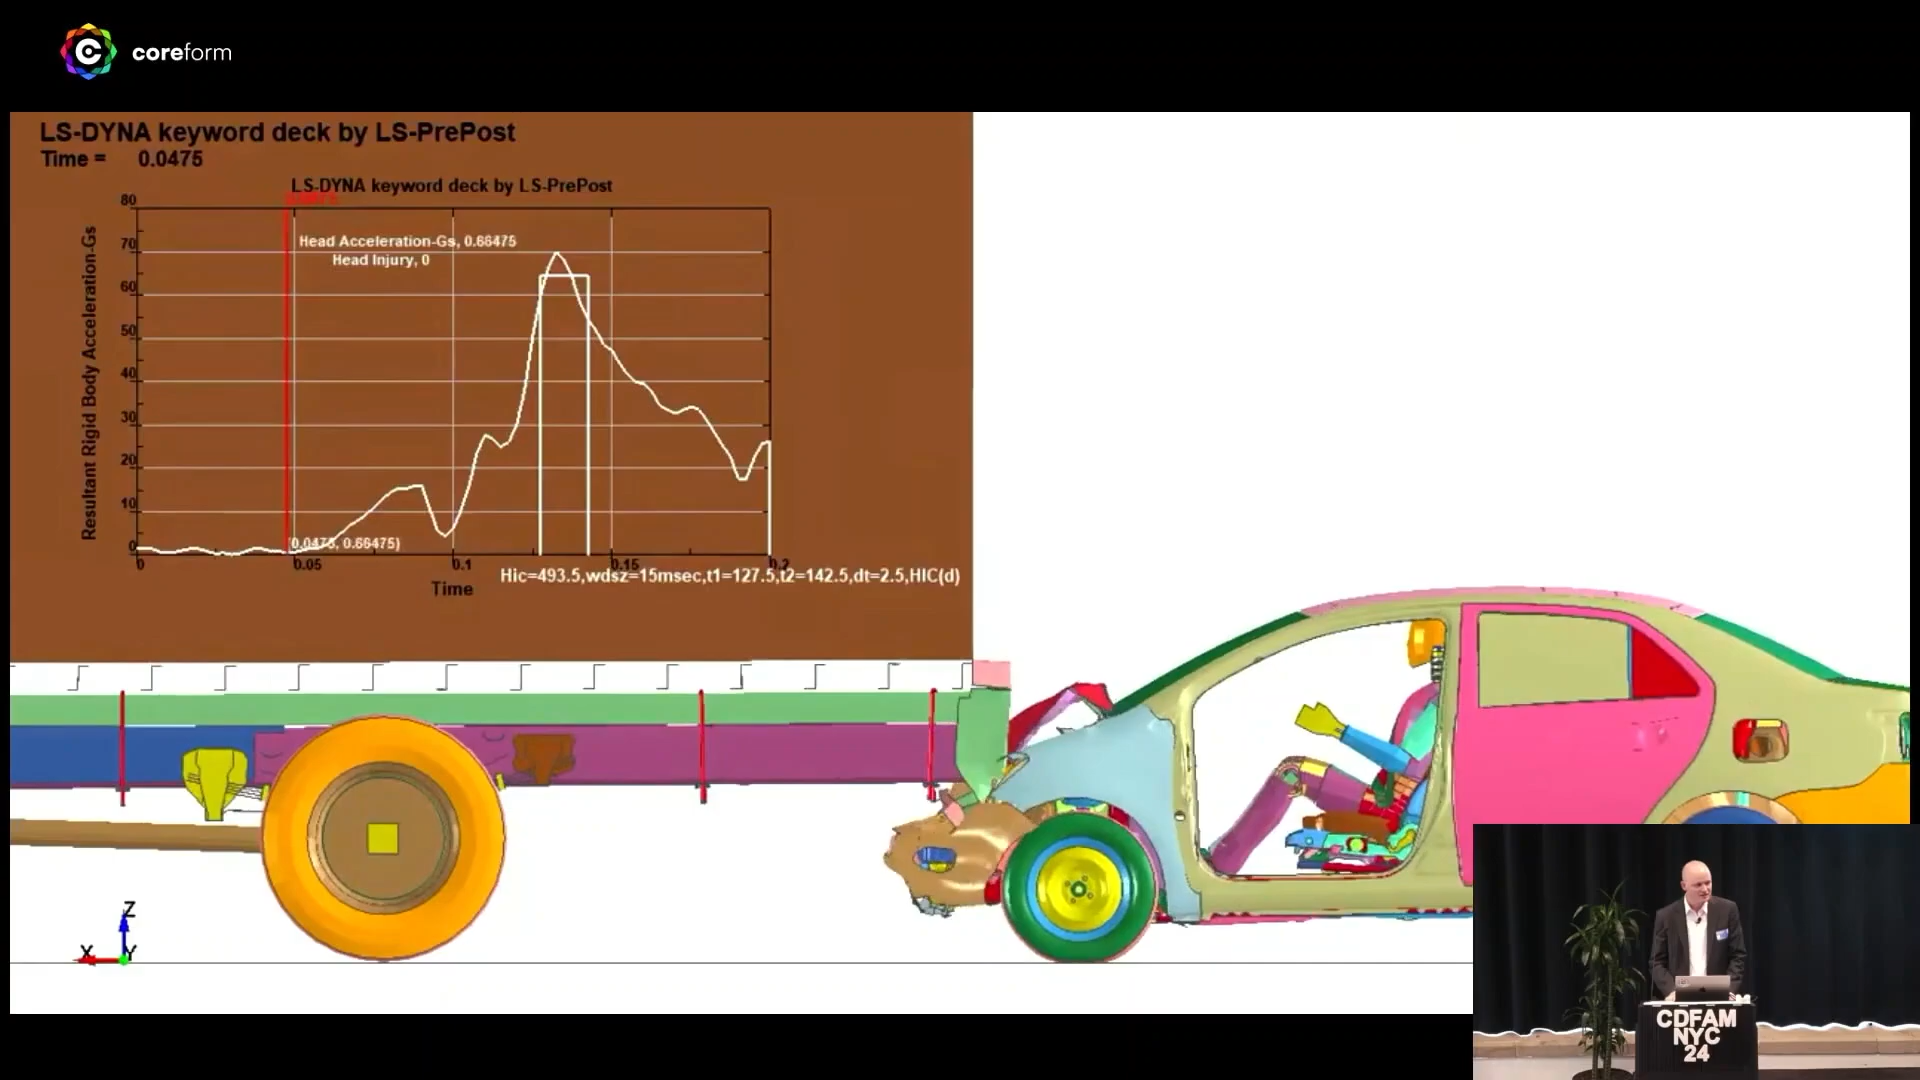 coreform
LS-DYNA keyword deck by LS-PrePost
Time = 0.0475
LS-DYNA keyword deck by LS-PrePost
80
70
60
50
40
30
20
10
0
Resultant Rigid Body Acceleration-Gs
Head Acceleration-Gs, 0.66475
Head Injury, 0
(0.0475, 0.66475)
0
0.05
0.1
0.15
0.2
Time
Hic=493.5,wdsz=15msec,t1=127.5,t2=142.5,dt=2.5,HIC(d)
Z
X
Y
CDFAM
NYC
24